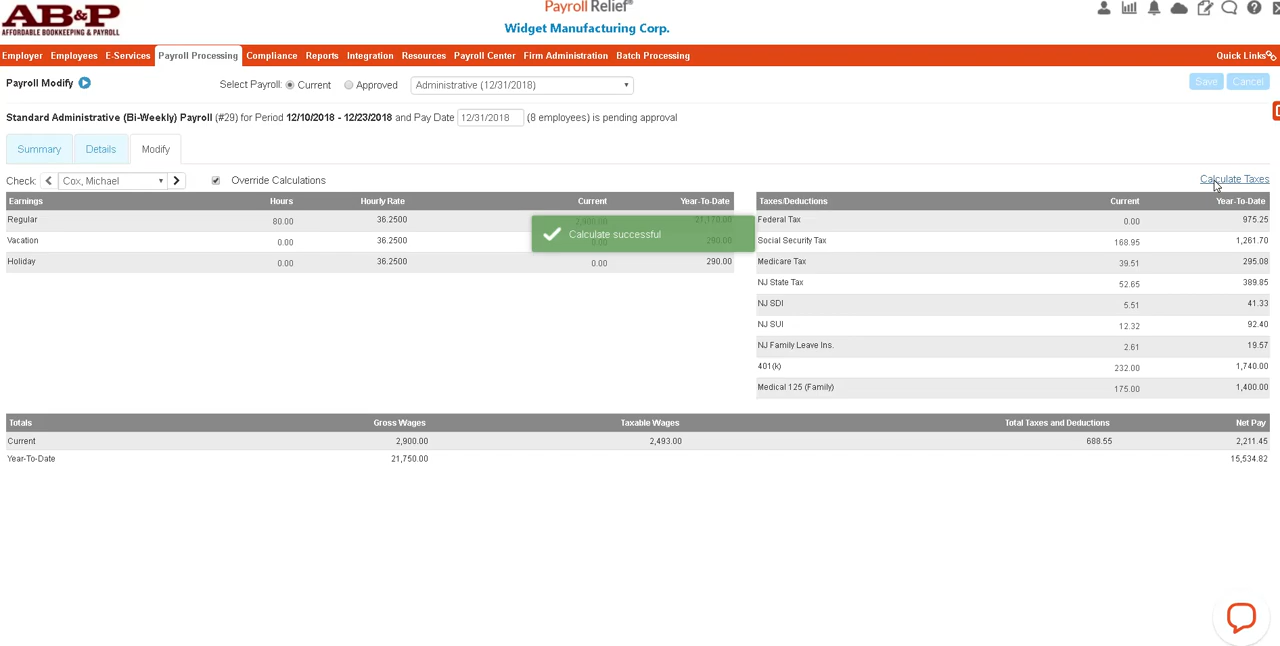 AB&P
AFFORDABLE BOOKKEEPING & PAYROLL
Payroll Relief®
Widget Manufacturing Corp.
Employer Employees E-Services Payroll Processing Compliance Reports Integration Resources Payroll Center Firm Administration Batch Processing Quick Links
Payroll Modify Select Payroll: Current Approved Administrative (12/31/2018) Save Cancel
Standard Administrative (Bi-Weekly) Payroll (#29) for Period 12/10/2018 - 12/23/2018 and Pay Date 12/31/2018 (8 employees) is pending approval
Summary Details Modify
Check: Cox, Michael Override Calculations Calculate Taxes
Earnings Hours Hourly Rate Current Year-To-Date
Regular 80.00 36.2500 2,900.00 21,170.00
Vacation 0.00 36.2500 0.00 290.00
Holiday 0.00 36.2500 0.00 290.00
Calculate successful
Taxes/Deductions Current Year-To-Date
Federal Tax 0.00 975.25
Social Security Tax 168.95 1,261.70
Medicare Tax 39.51 295.08
NJ State Tax 52.65 389.85
NJ SDI 5.51 41.33
NJ SUI 12.32 92.40
NJ Family Leave Ins. 2.61 19.57
401(k) 232.00 1,740.00
Medical 125 (Family) 175.00 1,400.00
Totals Gross Wages Taxable Wages Total Taxes and Deductions Net Pay
Current 2,900.00 2,493.00 688.55 2,211.45
Year-To-Date 21,750.00 15,534.82